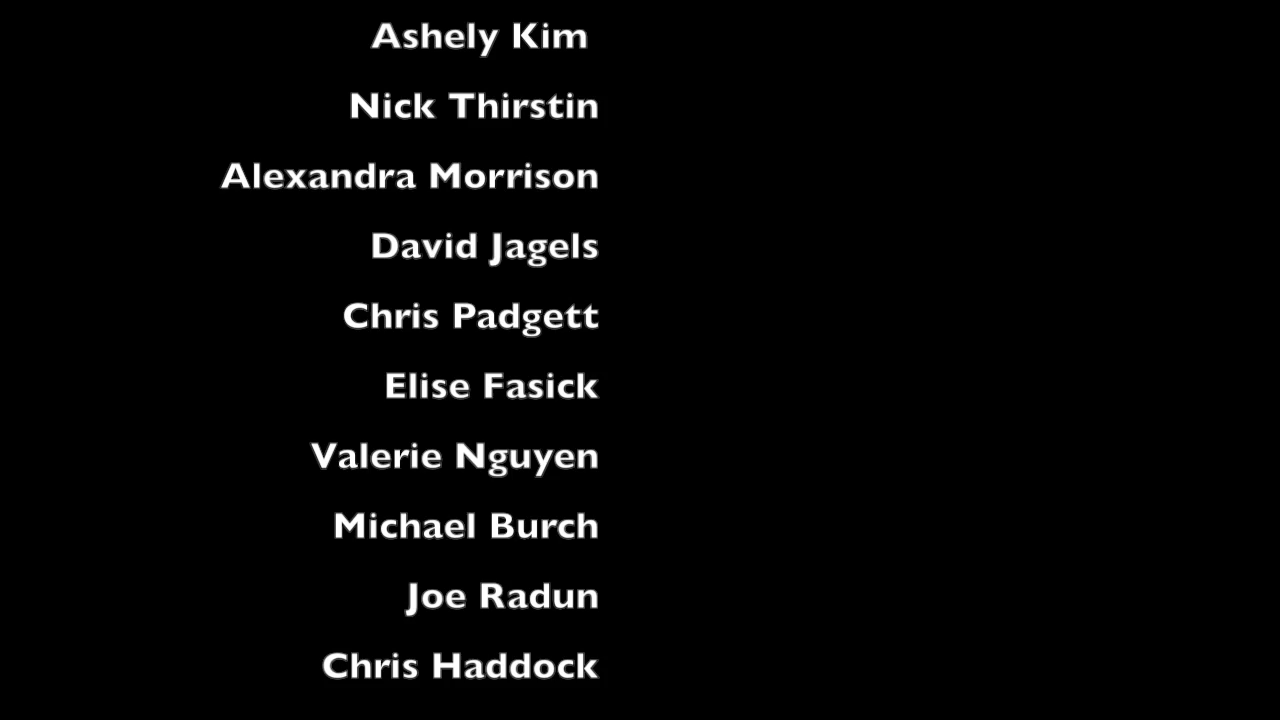 Ashely Kim
Nick Thirstin
Alexandra Morrison
David Jagels
Chris Padgett
Elise Fasick
Valerie Nguyen
Michael Burch
Joe Radun
Chris Haddock